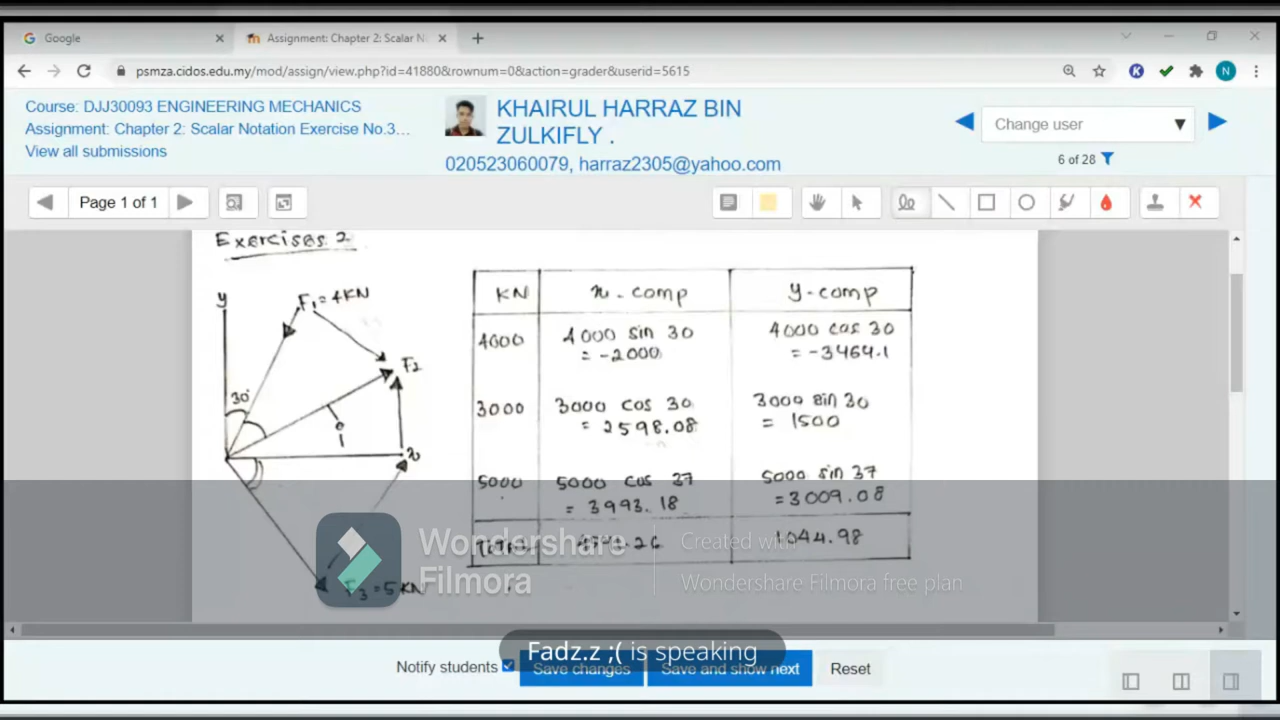 Google
Assignment: Chapter 2: Scalar N
psmza.cidos.edu.my/mod/assign/view.php?id=41880&rownum=0&action=grader&userid=5615
Course: DJJ30093 ENGINEERING MECHANICS
Assignment: Chapter 2: Scalar Notation Exercise No.3...
View all submissions
KHAIRUL HARRAZ BIN
ZULKIFLY .
020523060079, harraz2305@yahoo.com
Change user
6 of 28
Page 1 of 1
Exercises 2
y
F1 = 4KN
F2
30°
x
F3 = 5KN
KN x-comp y-comp
4000 4000 sin 30 4000 cos 30
= -2000 = -3464.1
3000 3000 cos 30 3000 sin 30
= 2598.08 = 1500
5000 5000 cos 37 5000 sin 37
= 3993.18 = 3009.08
Total 1044.98
Wondershare
Filmora
Created with
Wondershare Filmora free plan
Fadz.z ;( is speaking
Notify students
Save changes
Save and show next
Reset